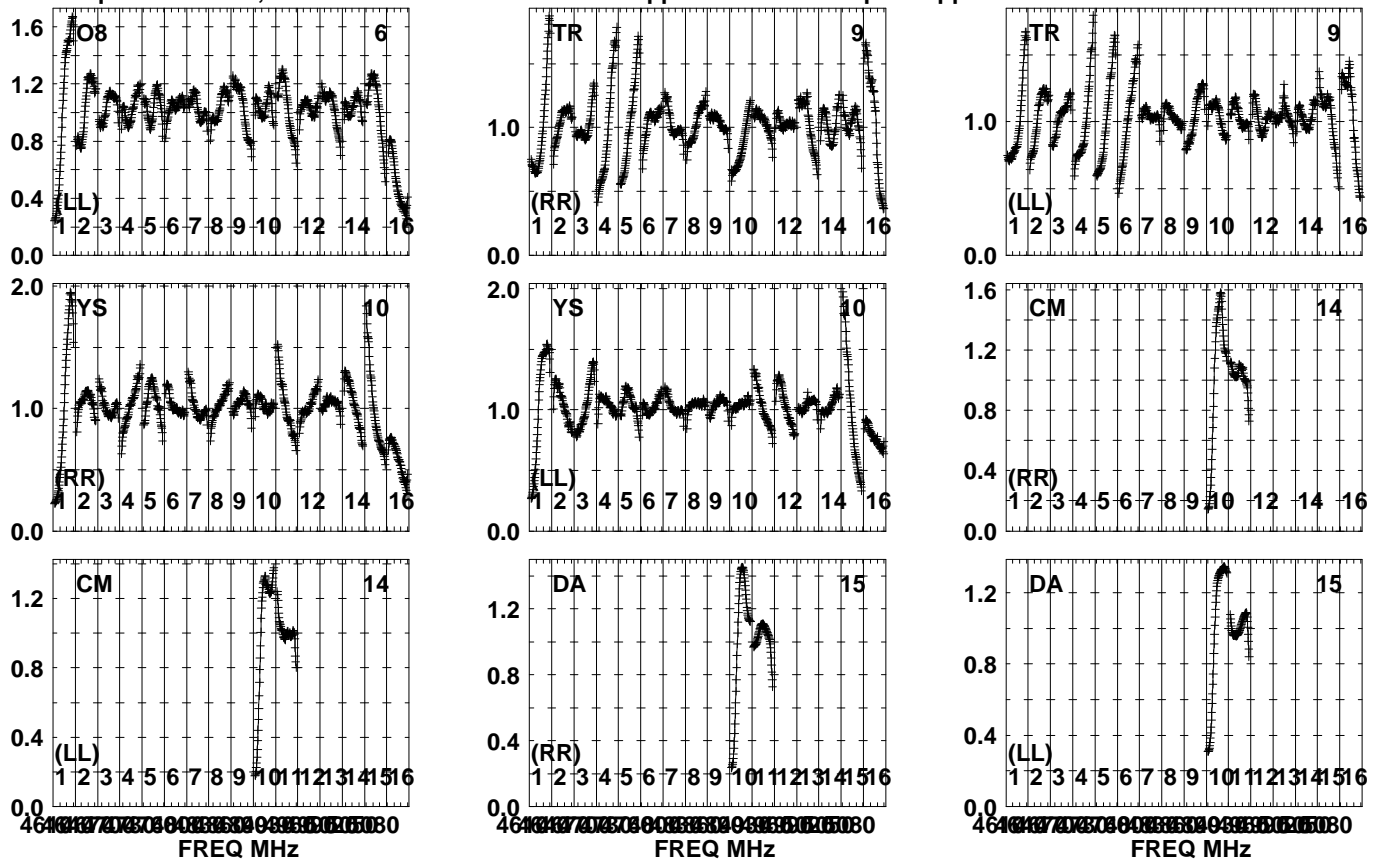 1.6 O8 6
1.2
0.8
0.4 (LL)
1 2 3 4 5 6 7 8 9 10 12 14 16
0.0
TR 9
1.0
(RR)
1 2 3 4 5 6 7 8 9 10 12 14 16
0.0
TR 9
1.0
(LL)
1 2 3 4 5 6 7 8 9 10 12 14 16
0.0
2.0 YS 10
1.0
(RR)
1 2 3 4 5 6 7 8 9 10 12 14 16
0.0
2.0 YS 10
1.0
(LL)
1 2 3 4 5 6 7 8 9 10 12 14 16
0.0
1.6 CM 14
1.2
0.8
0.4 (RR)
1 2 3 4 5 6 7 8 9 10 12 14 16
0.0
CM 14
1.2
0.8
0.4 (LL)
1 2 3 4 5 6 7 8 9 10 11 12 13 14 15 16
0.0
FREQ MHz
DA 15
1.2
0.8
0.4 (RR)
1 2 3 4 5 6 7 8 9 10 11 12 13 14 15 16
0.0
FREQ MHz
DA 15
1.2
0.8
0.4 (LL)
1 2 3 4 5 6 7 8 9 10 11 12 13 14 15 16
0.0
FREQ MHz